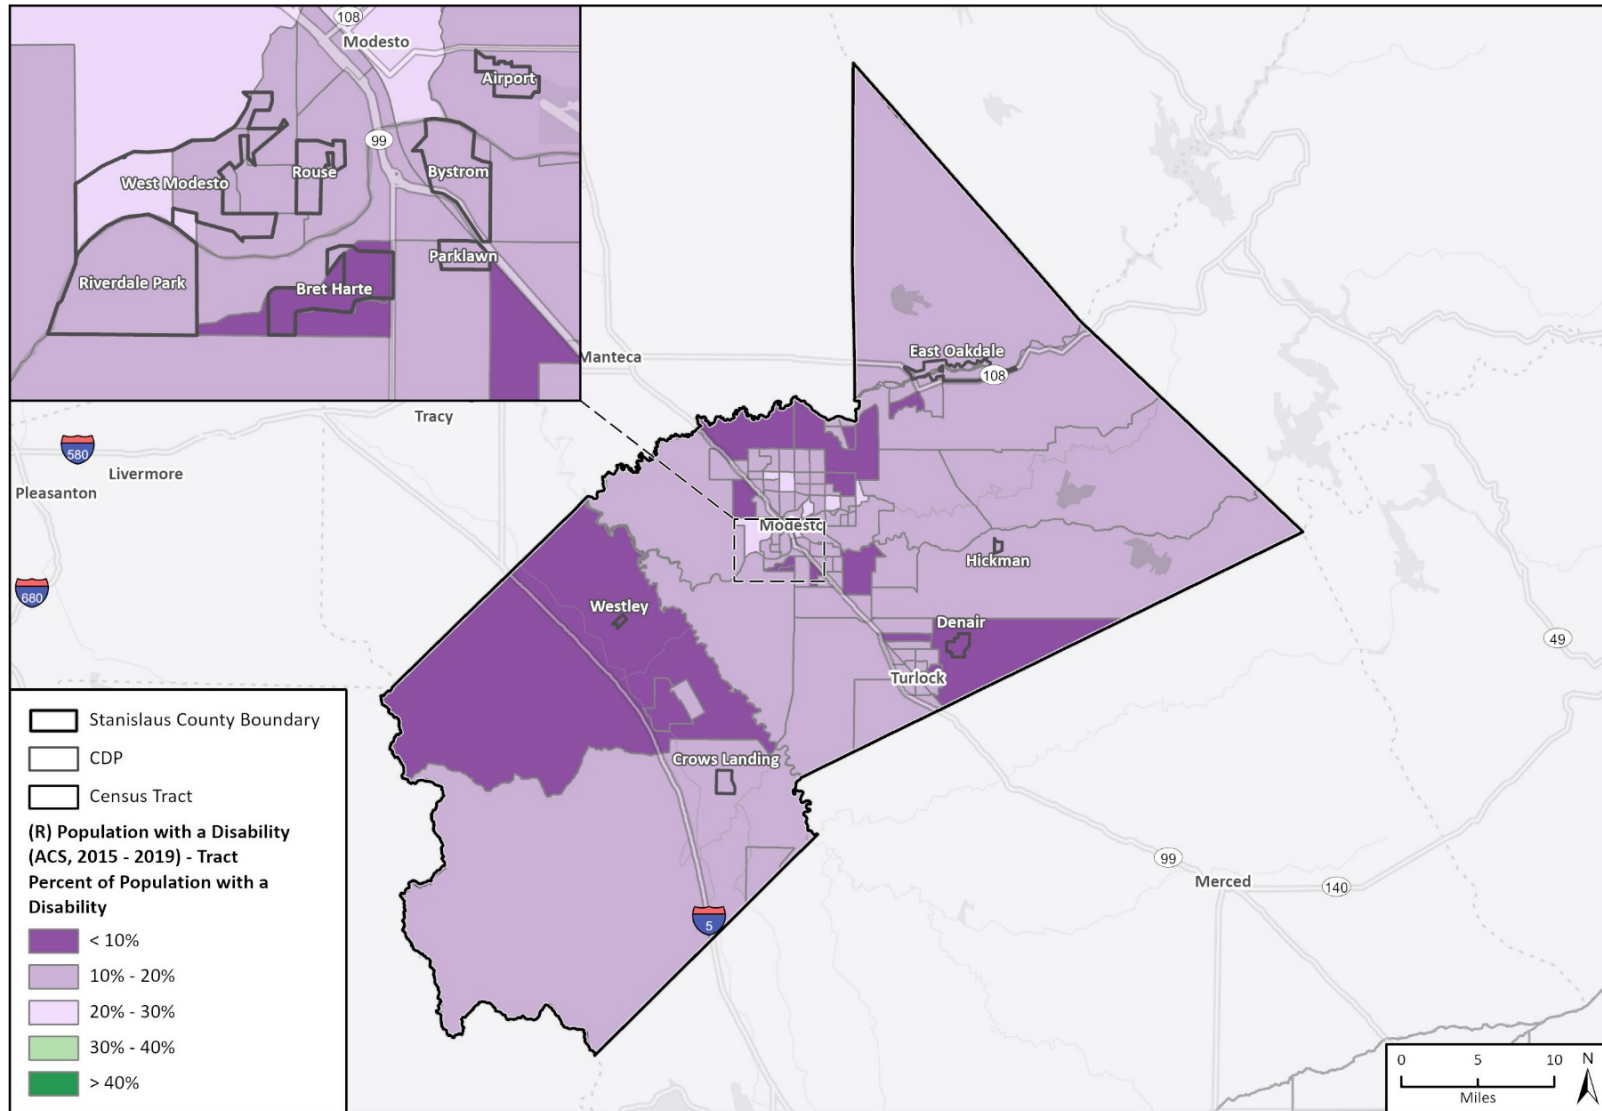 108
Modesto
Airport
99
West Modesto
Rouse
Bystrom
Parklawn
Riverdale Park
Bret Harte
Manteca
Tracy
580
Livermore
Pleasanton
680
East Oakdale
108
Modesto
Hickman
Westley
Denair
Turlock
49
Crows Landing
99
Merced
140
5
Stanislaus County Boundary
CDP
Census Tract
(R) Population with a Disability
(ACS, 2015 - 2019) - Tract
Percent of Population with a
Disability
< 10%
10% - 20%
20% - 30%
30% - 40%
> 40%
0 5 10
Miles
N